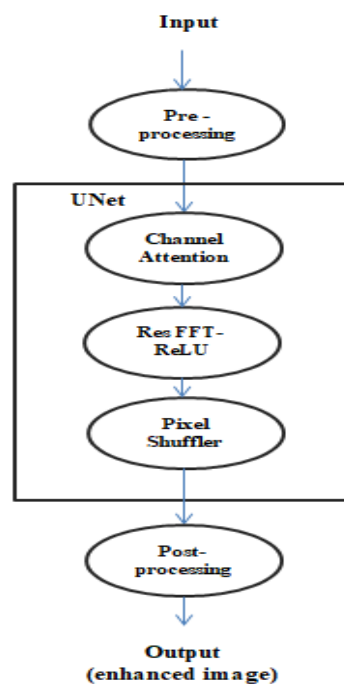 Input
Pre -
processing
UNet
Channel
Attention
Res FFT-
ReLU
Pixel
Shuffler
Post-
processing
Output
(enhanced image)